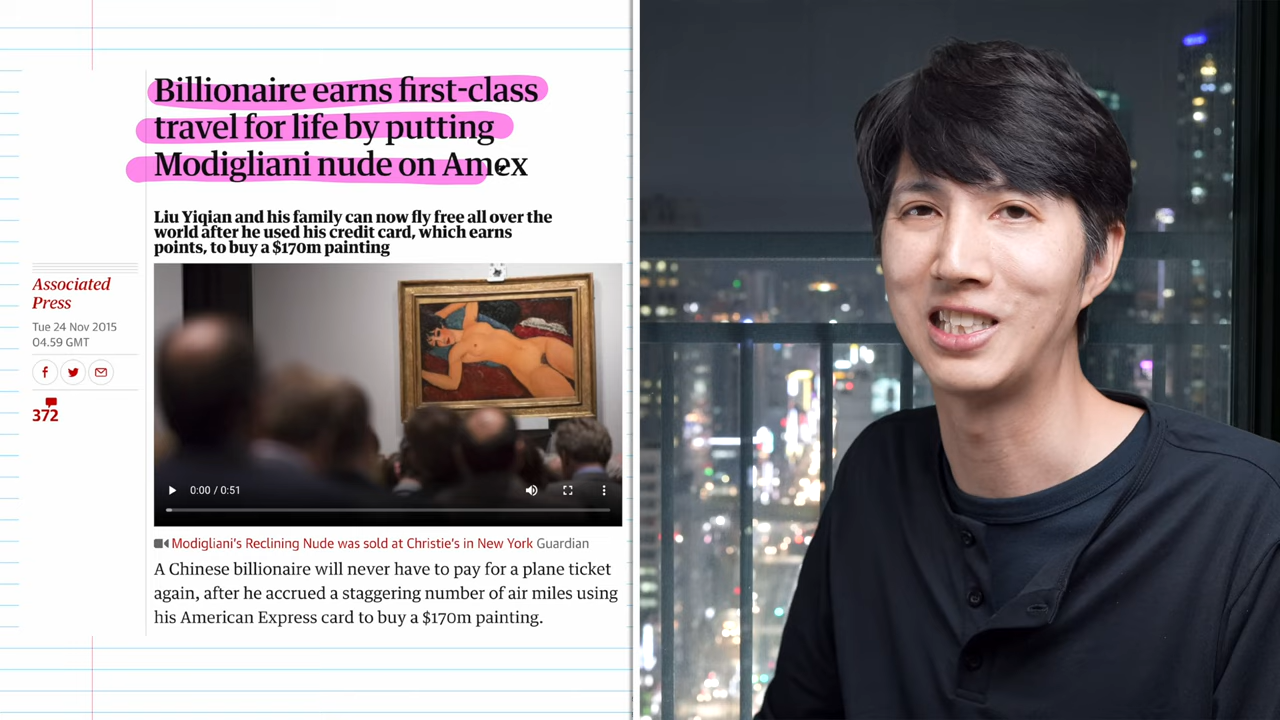 Billionaire earns first-class
travel for life by putting
Modigliani nude on Amex
Liu Yiqian and his family can now fly free all over the
world after he used his credit card, which earns
points, to buy a $170m painting
Associated
Press
Tue 24 Nov 2015
04.59 GMT
372
0:00 / 0:51
Modigliani's Reclining Nude was sold at Christie's in New York Guardian
A Chinese billionaire will never have to pay for a plane ticket
again, after he accrued a staggering number of air miles using
his American Express card to buy a $170m painting.